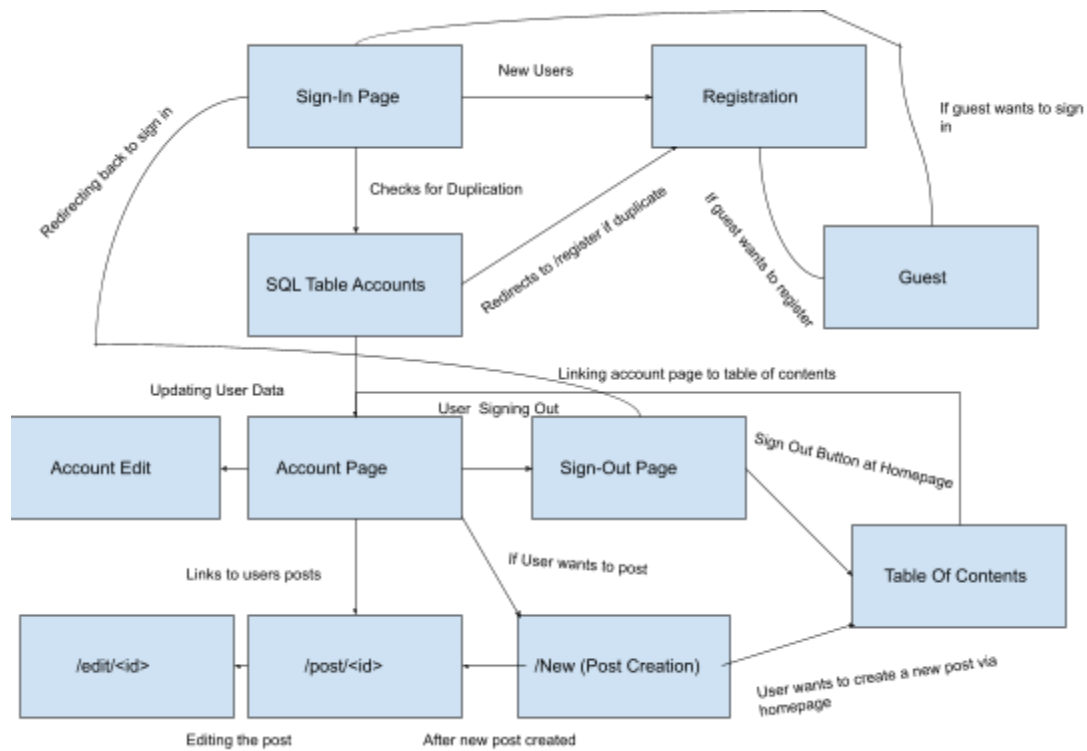 Sign-In Page
New Users
Registration
If guest wants to sign
in
Redirecting back to sign in
Checks for Duplication
SQL Table Accounts
Redirects to /register if duplicate
If guest wants to register
Guest
Linking account page to table of contents
Updating User Data
User Signing Out
Account Edit
Account Page
Sign-Out Page
Sign Out Button at Homepage
Table Of Contents
Links to users posts
If User wants to post
/edit/<id>
/post/<id>
/New (Post Creation)
User wants to create a new post via
homepage
Editing the post
After new post created